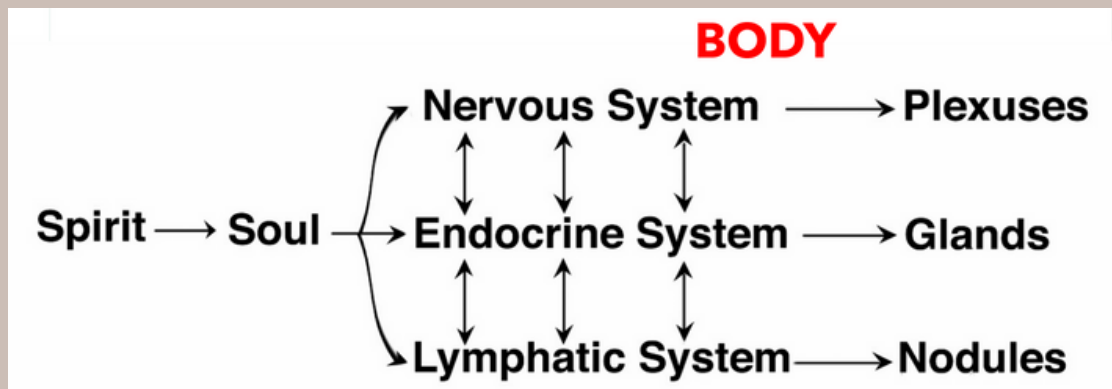 BODY
Nervous System Plexuses
Spirit Soul Endocrine System Glands
Lymphatic System Nodules